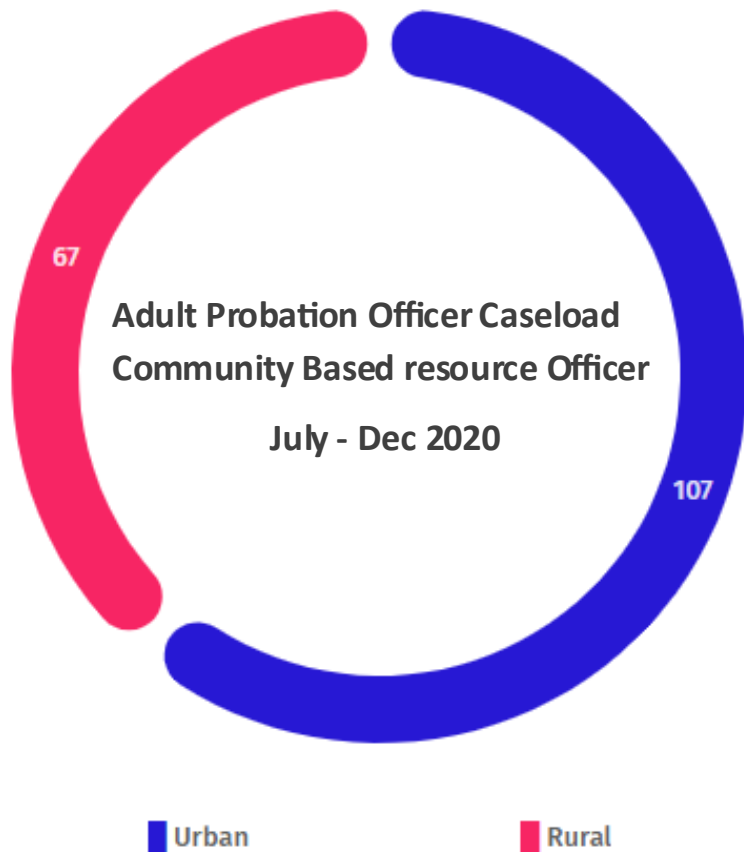 67
Adult Probation Officer Caseload
Community Based resource Officer
July - Dec 2020
107
Urban
Rural